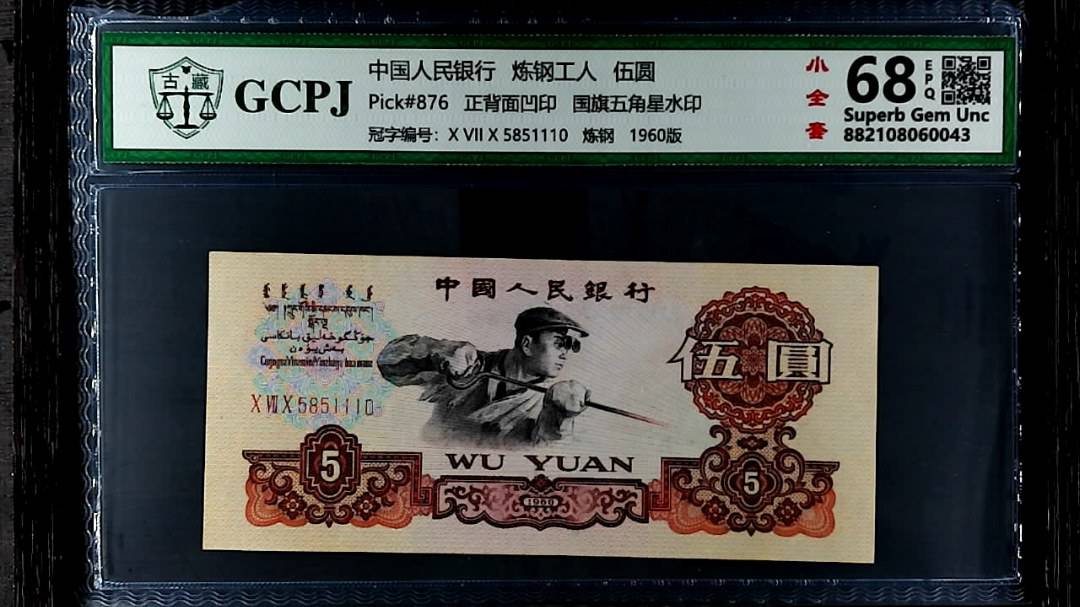 古 藏
GCPJ
中国人民银行 炼钢工人 伍圆
Pick#876 正背面凹印 国旗五角星水印
冠字编号: X VII X 5851110 炼钢 1960版
小全套
68
EPQ
Superb Gem Unc
882108060043
中國人民銀行
伍圓
X VII X 5851110
WU YUAN
5
5
1960